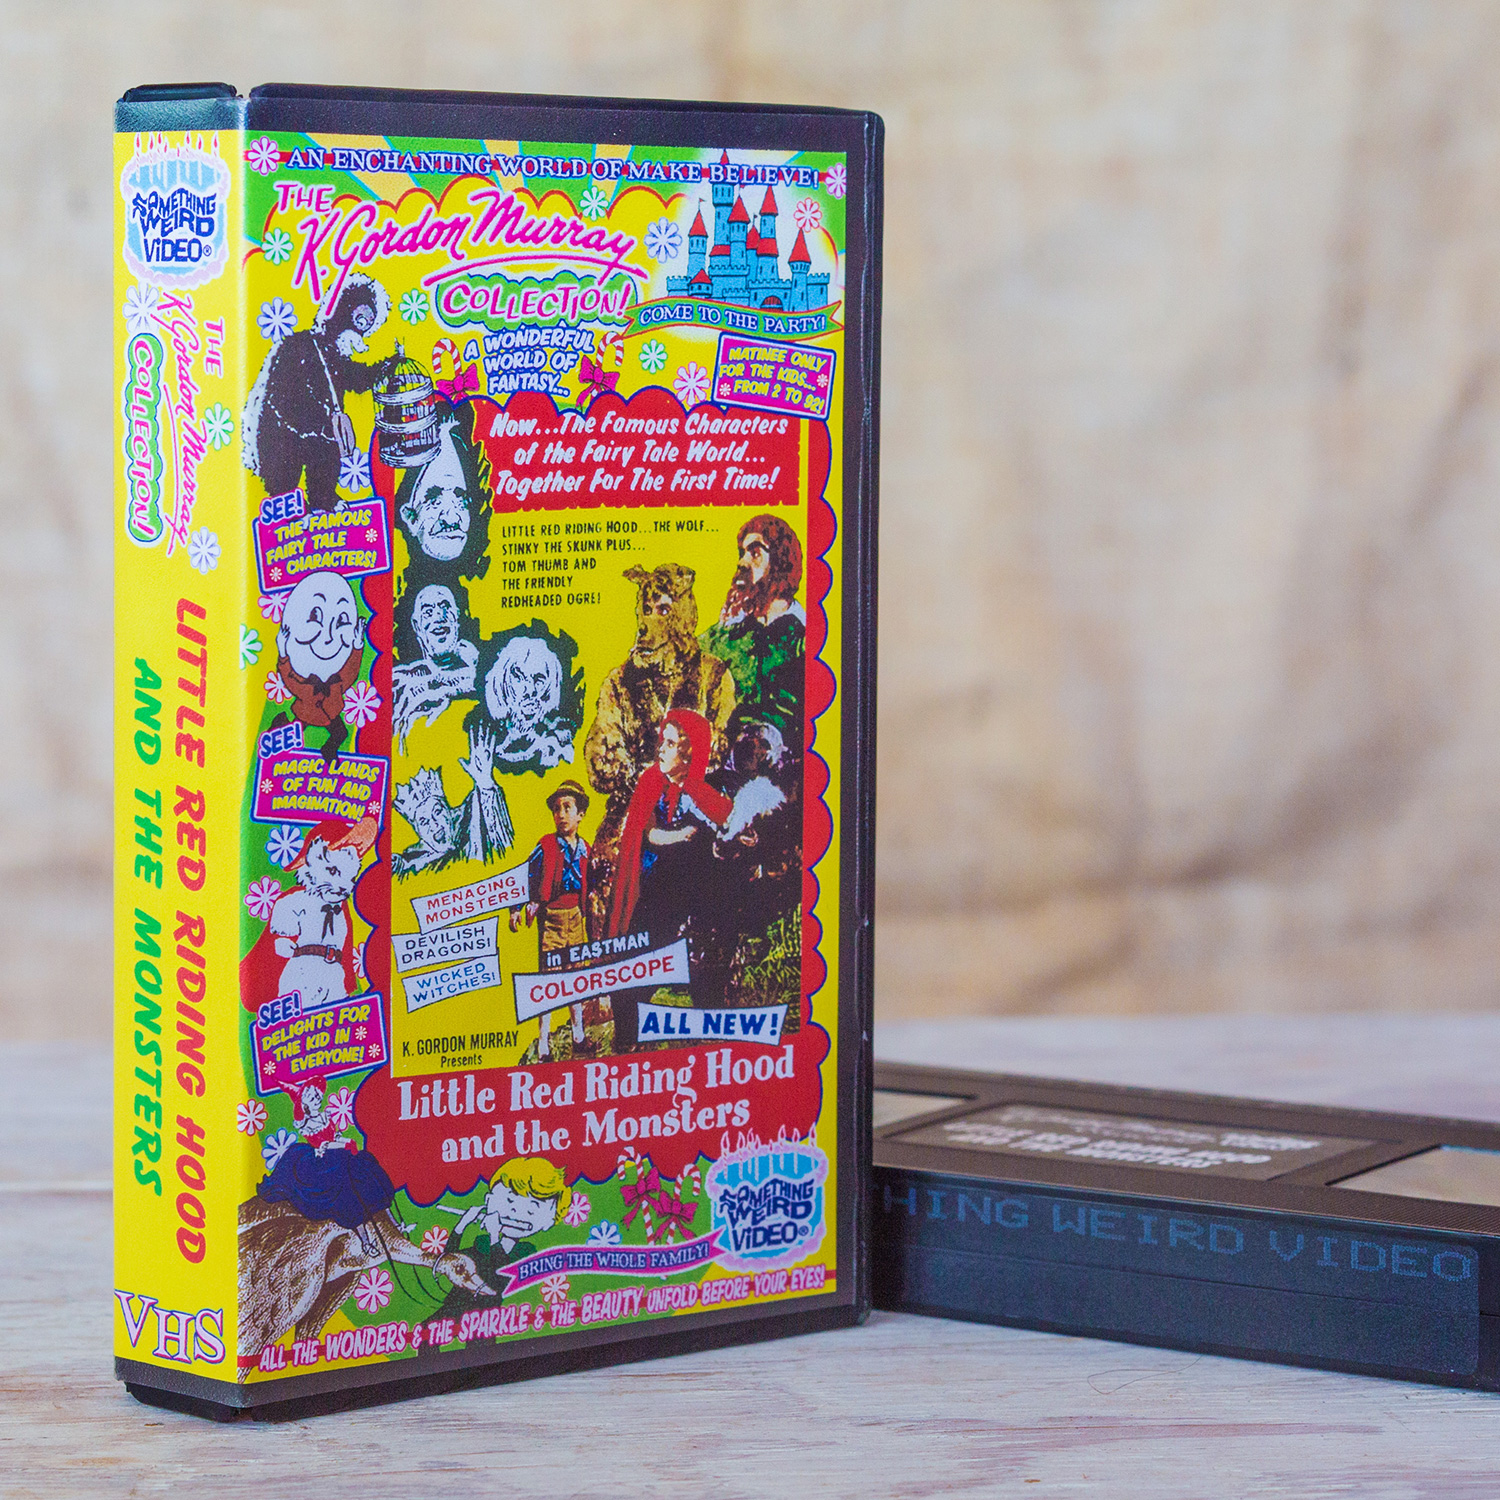 SOMETHING
WEIRD
VIDEO®
THE
K. Gordon Murray
COLLECTION!
LITTLE RED RIDING HOOD
AND THE MONSTERS
VHS
AN ENCHANTING WORLD OF MAKE BELIEVE!
THE
K. Gordon Murray
COLLECTION!
COME TO THE PARTY!
A WONDERFUL
WORLD OF
FANTASY...
MATINEE ONLY
FOR THE KIDS...
FROM 2 TO 92!
Now...The Famous Characters
of the Fairy Tale World...
Together For The First Time!
SEE!
THE FAMOUS
FAIRY TALE
CHARACTERS!
LITTLE RED RIDING HOOD...THE WOLF...
STINKY THE SKUNK PLUS...
TOM THUMB AND
THE FRIENDLY
REDHEADED OGRE!
SEE!
MAGIC LANDS
OF FUN AND
IMAGINATION!
MENACING
MONSTERS!
DEVILISH
DRAGONS!
WICKED
WITCHES!
in EASTMAN
COLORSCOPE
ALL NEW!
SEE!
DELIGHTS FOR
THE KID IN
EVERYONE!
K. GORDON MURRAY
Presents
Little Red Riding Hood
and the Monsters
SOMETHING
WEIRD
VIDEO®
BRING THE WHOLE FAMILY!
ALL THE WONDERS & THE SPARKLE & THE BEAUTY UNFOLD BEFORE YOUR EYES!
LITTLE RED RIDING HOOD
AND THE MONSTERS
HING WEIRD VIDEO